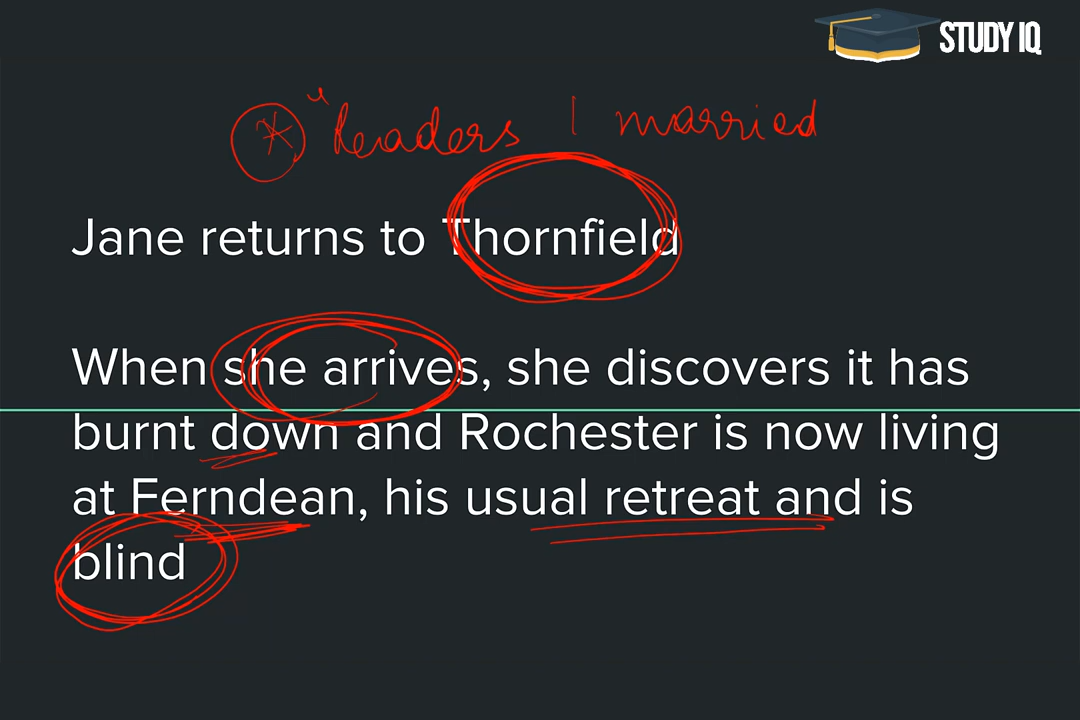 STUDY IQ
"Readers I married
Jane returns to Thornfield
When she arrives, she discovers it has
burnt down and Rochester is now living
at Ferndean, his usual retreat and is
blind